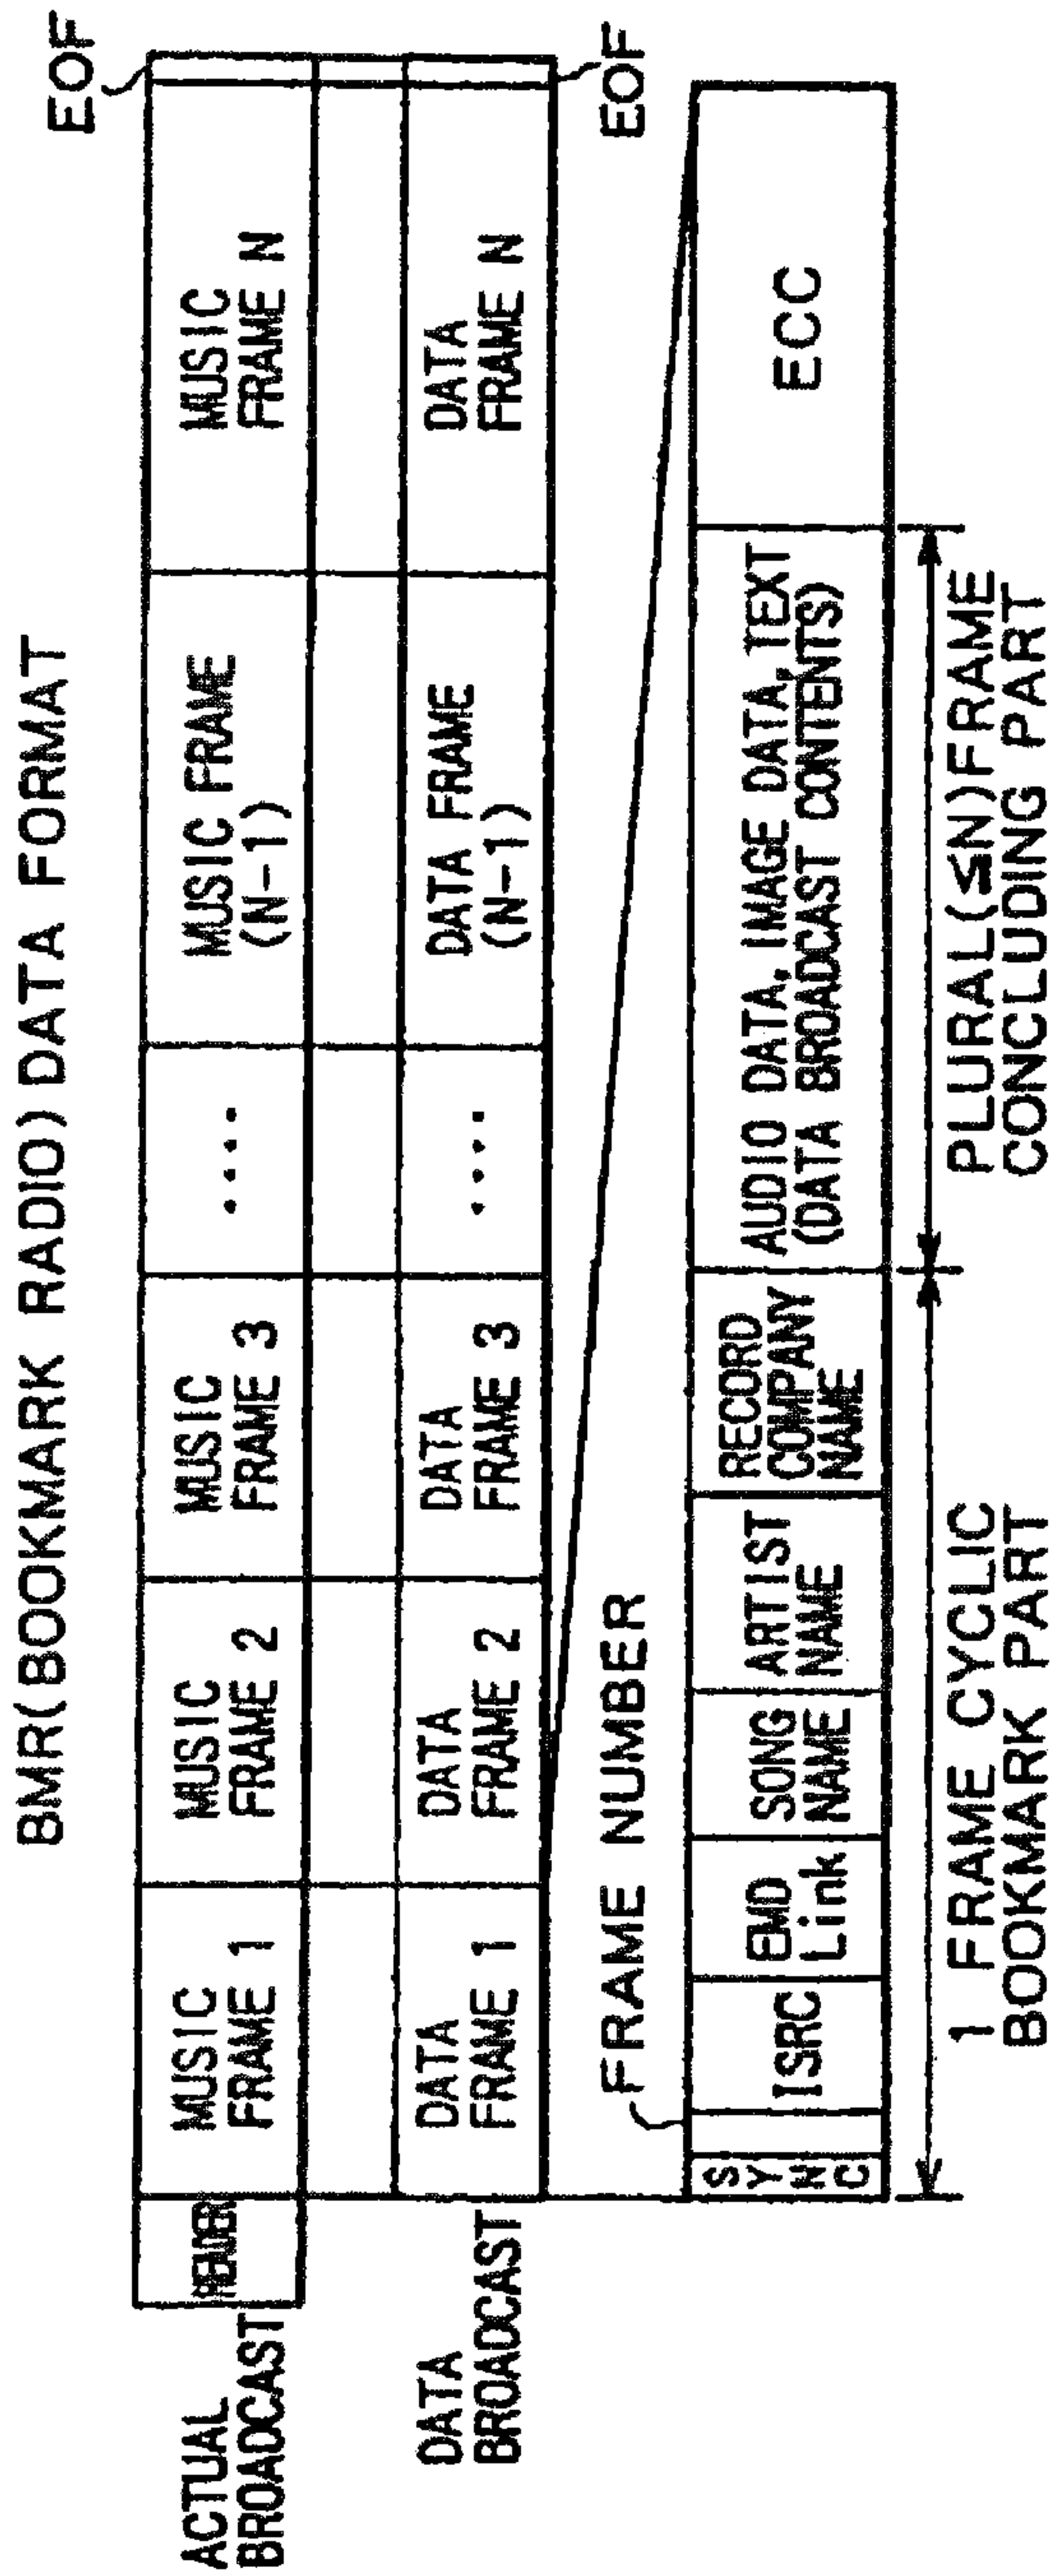 BMR(BOOKMARK RADIO) DATA FORMAT
EOF
ACTUAL
BROADCAST
HEADER
MUSIC
FRAME 1
MUSIC
FRAME 2
MUSIC
FRAME 3
....
MUSIC FRAME
(N-1)
MUSIC
FRAME N
DATA
BROADCAST
DATA
FRAME 1
DATA
FRAME 2
DATA
FRAME 3
....
DATA FRAME
(N-1)
DATA
FRAME N
EOF
FRAME NUMBER
SYNC
ISRC
EMD
Link
SONG
NAME
ARTIST
NAME
RECORD
COMPANY
NAME
AUDIO DATA, IMAGE DATA, TEXT
(DATA BROADCAST CONTENTS)
ECC
1 FRAME CYCLIC
BOOKMARK PART
PLURAL(≦N)FRAME
CONCLUDING PART